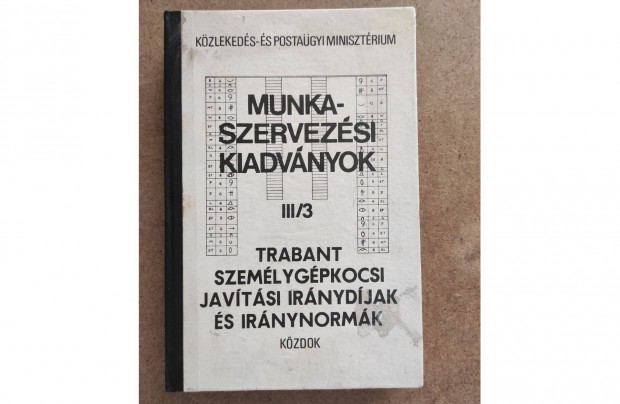 KÖZLEKEDÉS-ÉS POSTAÜGYI MINISZTÉRIUM
MUNKA-
SZERVEZÉSI
KIADVÁNYOK
III/3
TRABANT
SZEMÉLYGÉPKOCSI
JAVÍTÁSI IRÁNYDÍJAK
ÉS IRÁNYNORMÁK
KÖZDOK